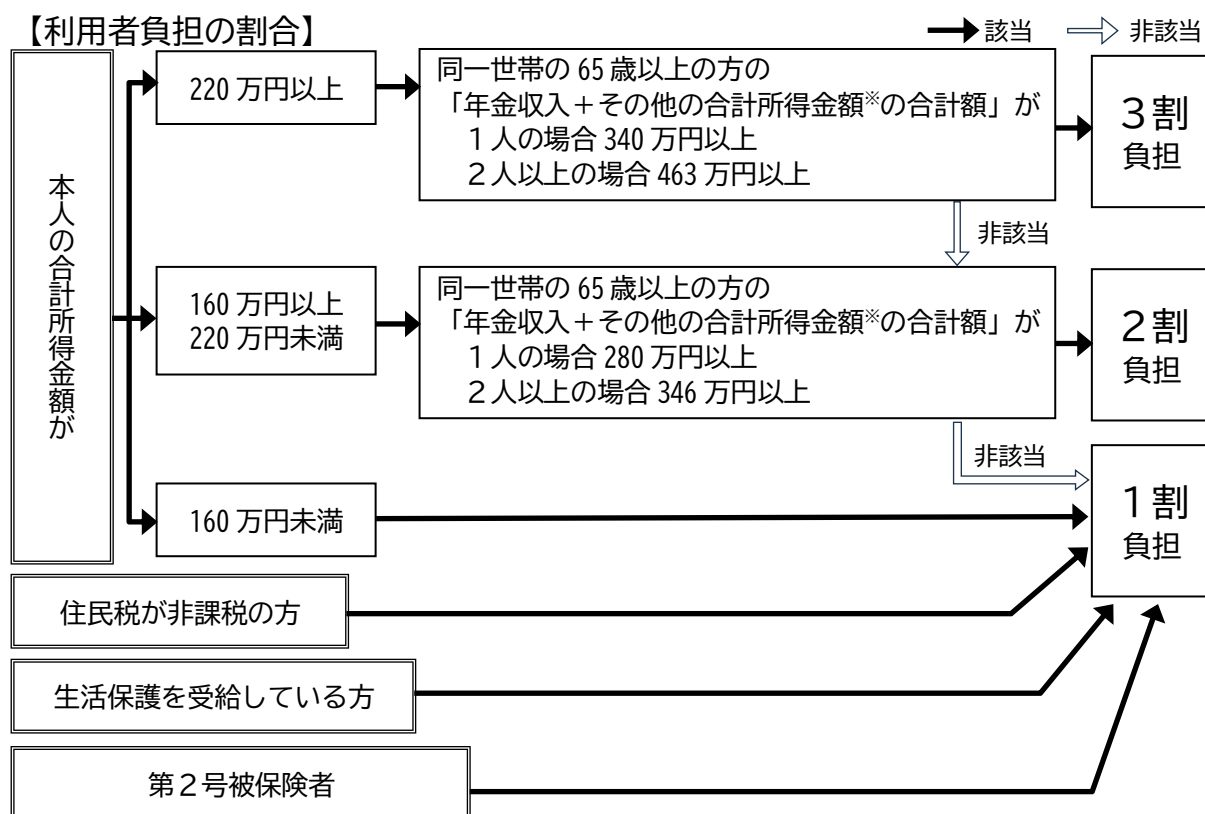 【利用者負担の割合】
該当
非該当
本人の合計所得金額が
220万円以上
同一世帯の65歳以上の方の
「年金収入＋その他の合計所得金額※の合計額」が
１人の場合340万円以上
２人以上の場合463万円以上
３割
負担
非該当
160万円以上
220万円未満
同一世帯の65歳以上の方の
「年金収入＋その他の合計所得金額※の合計額」が
１人の場合280万円以上
２人以上の場合346万円以上
２割
負担
非該当
160万円未満
１割
負担
住民税が非課税の方
生活保護を受給している方
第２号被保険者